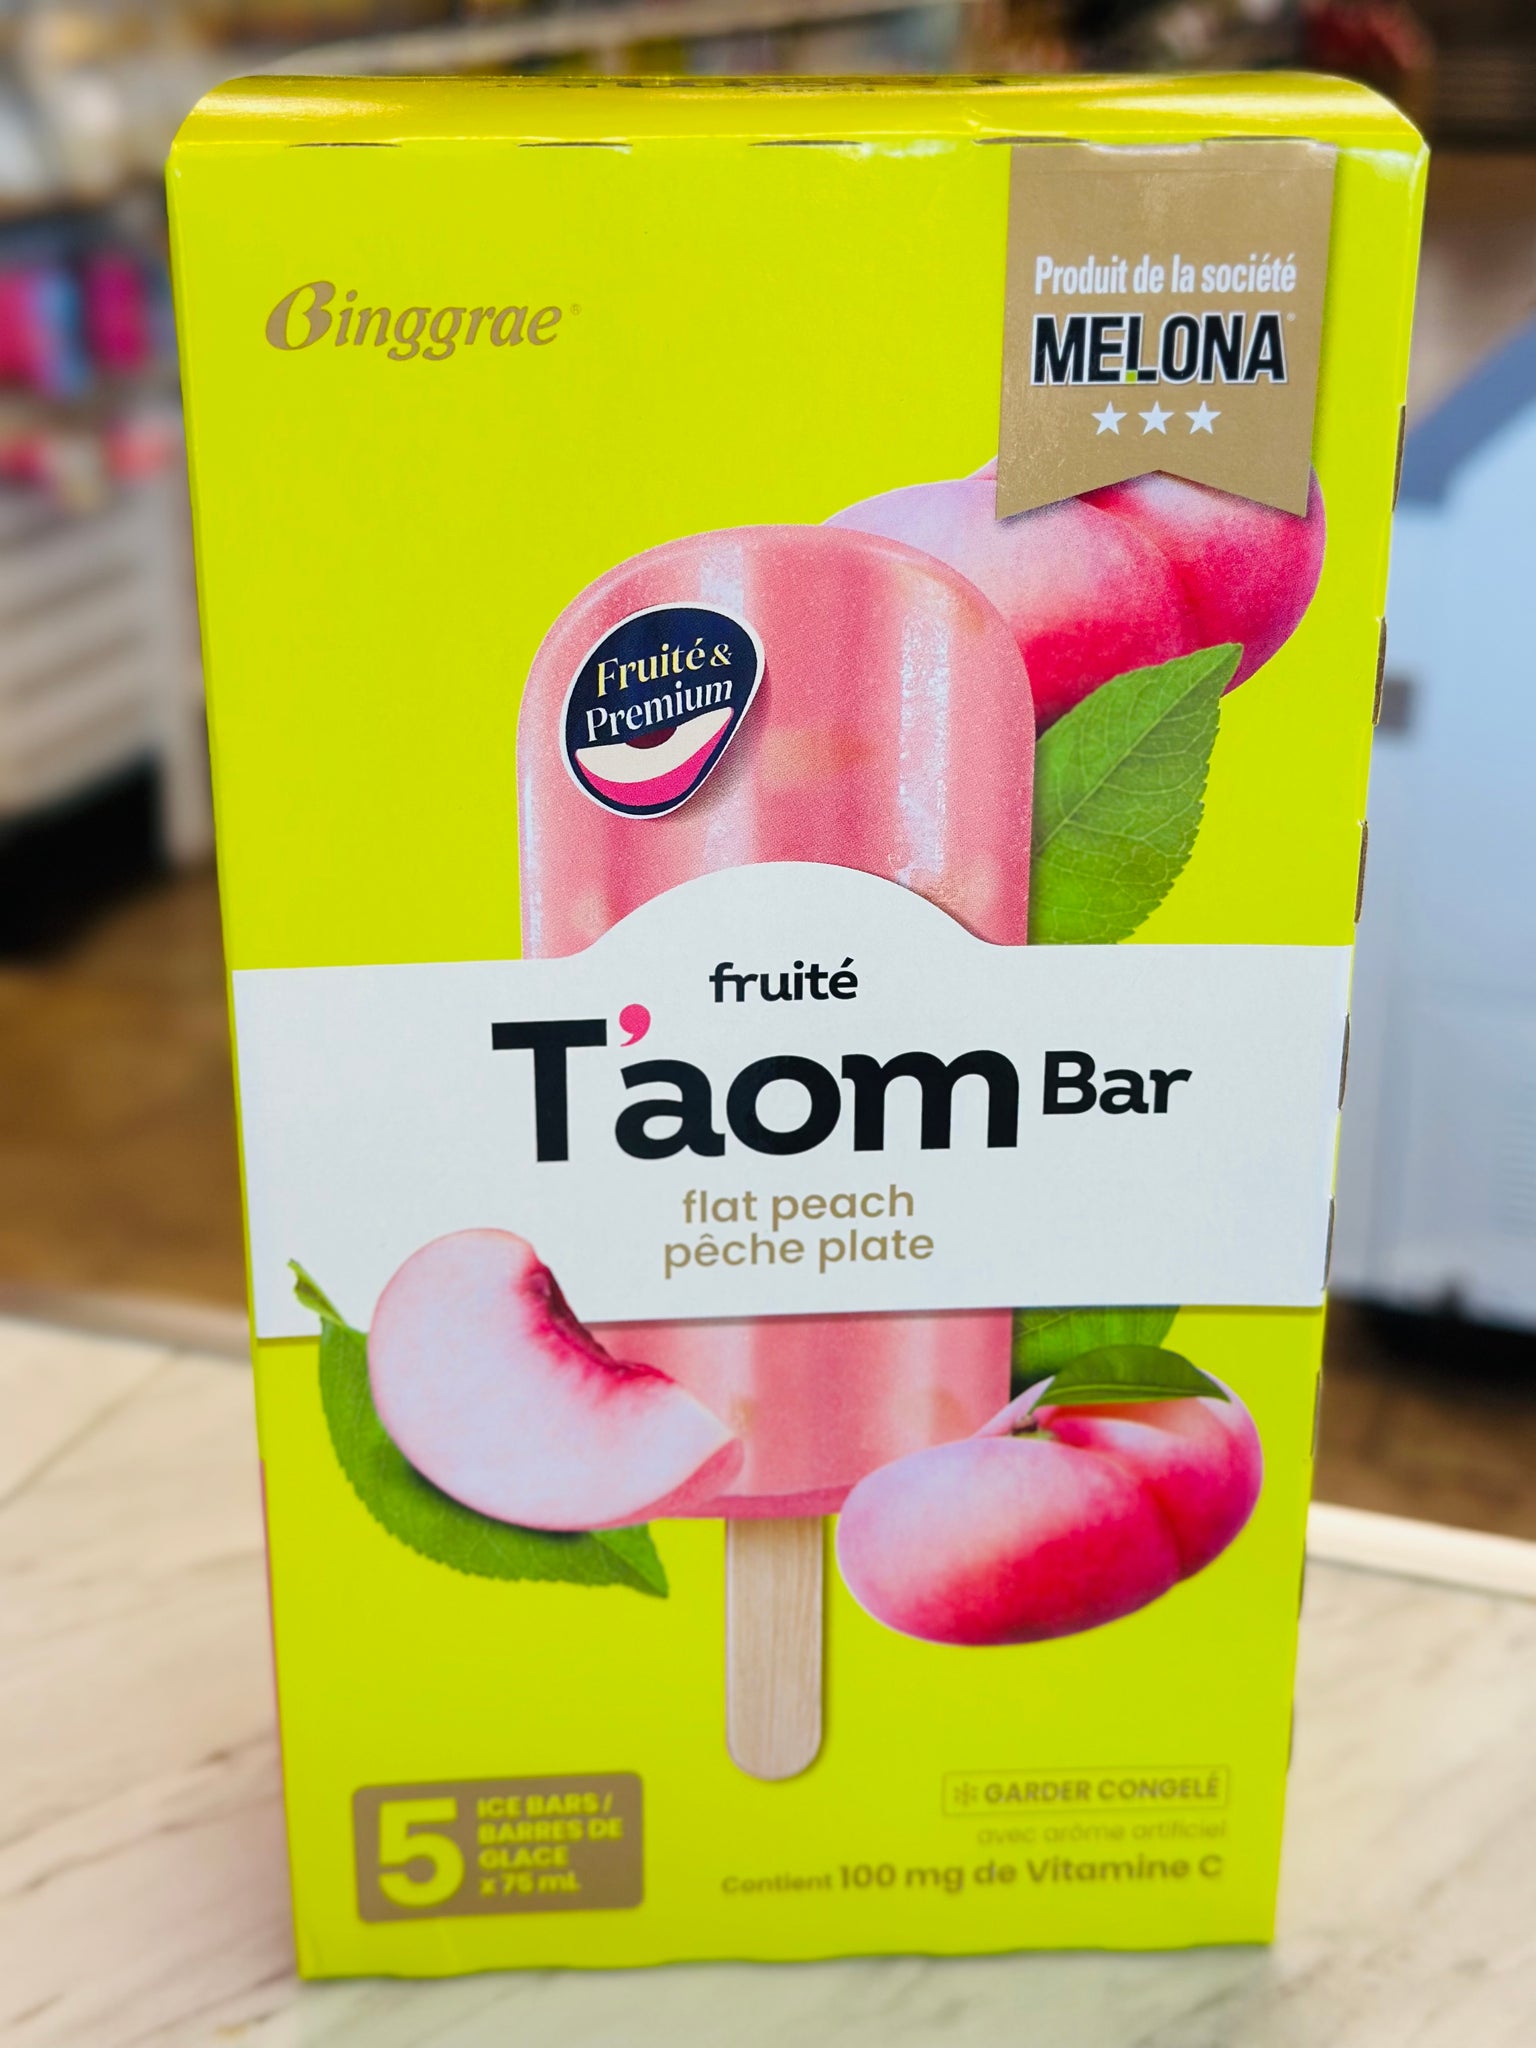 Binggrae®
Produit de la société
MELONA®
Fruité &
Premium
fruité
T'aom Bar
flat peach
pêche plate
5
ICE BARS /
BARRES DE
GLACE
x 75 mL
GARDER CONGELÉ
avec arôme artificiel
Contient 100 mg de Vitamine C